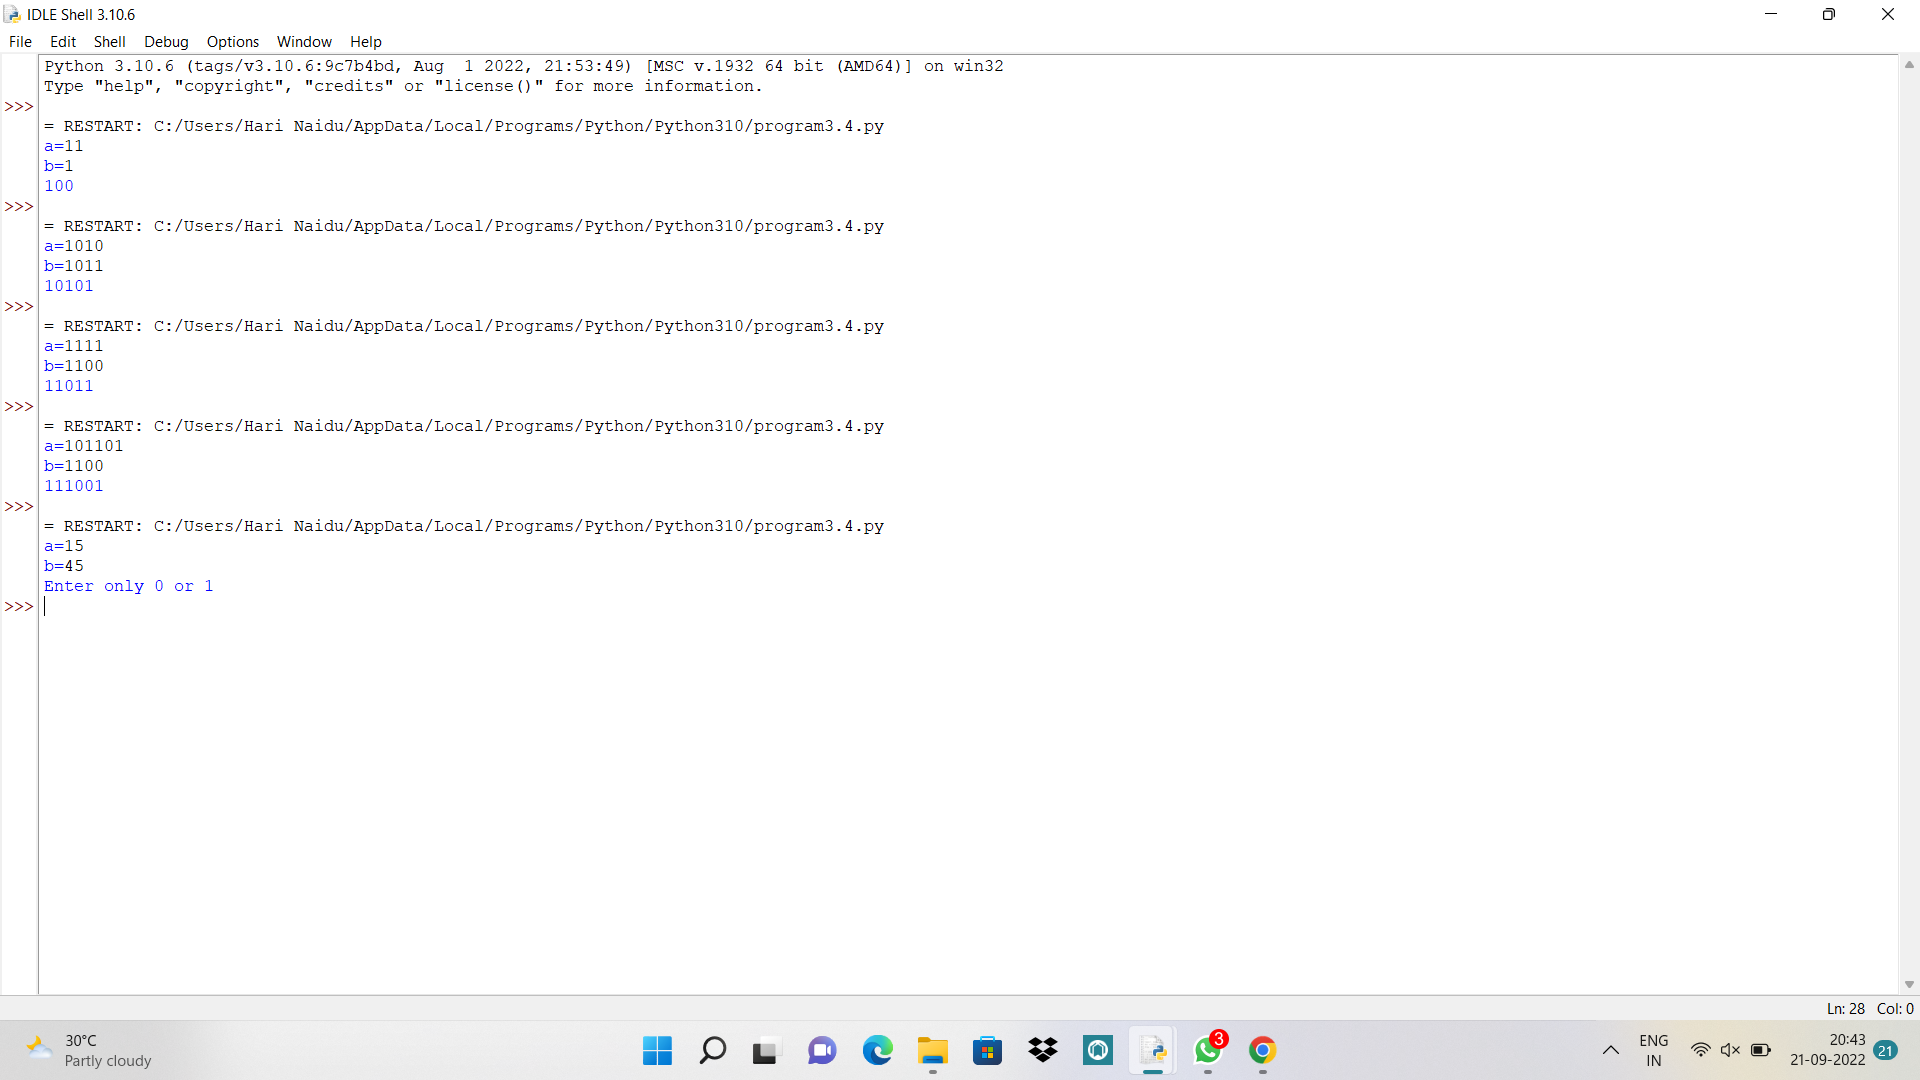 IDLE Shell 3.10.6
File Edit Shell Debug Options Window Help
Python 3.10.6 (tags/v3.10.6:9c7b4bd, Aug  1 2022, 21:53:49) [MSC v.1932 64 bit (AMD64)] on win32
Type "help", "copyright", "credits" or "license()" for more information.
>>>
= RESTART: C:/Users/Hari Naidu/AppData/Local/Programs/Python/Python310/program3.4.py
a=11
b=1
100
>>>
= RESTART: C:/Users/Hari Naidu/AppData/Local/Programs/Python/Python310/program3.4.py
a=1010
b=1011
10101
>>>
= RESTART: C:/Users/Hari Naidu/AppData/Local/Programs/Python/Python310/program3.4.py
a=1111
b=1100
11011
>>>
= RESTART: C:/Users/Hari Naidu/AppData/Local/Programs/Python/Python310/program3.4.py
a=101101
b=1100
111001
>>>
= RESTART: C:/Users/Hari Naidu/AppData/Local/Programs/Python/Python310/program3.4.py
a=15
b=45
Enter only 0 or 1
>>>
Ln: 28 Col: 0
30°C
Partly cloudy
3
ENG
IN
20:43
21-09-2022
21